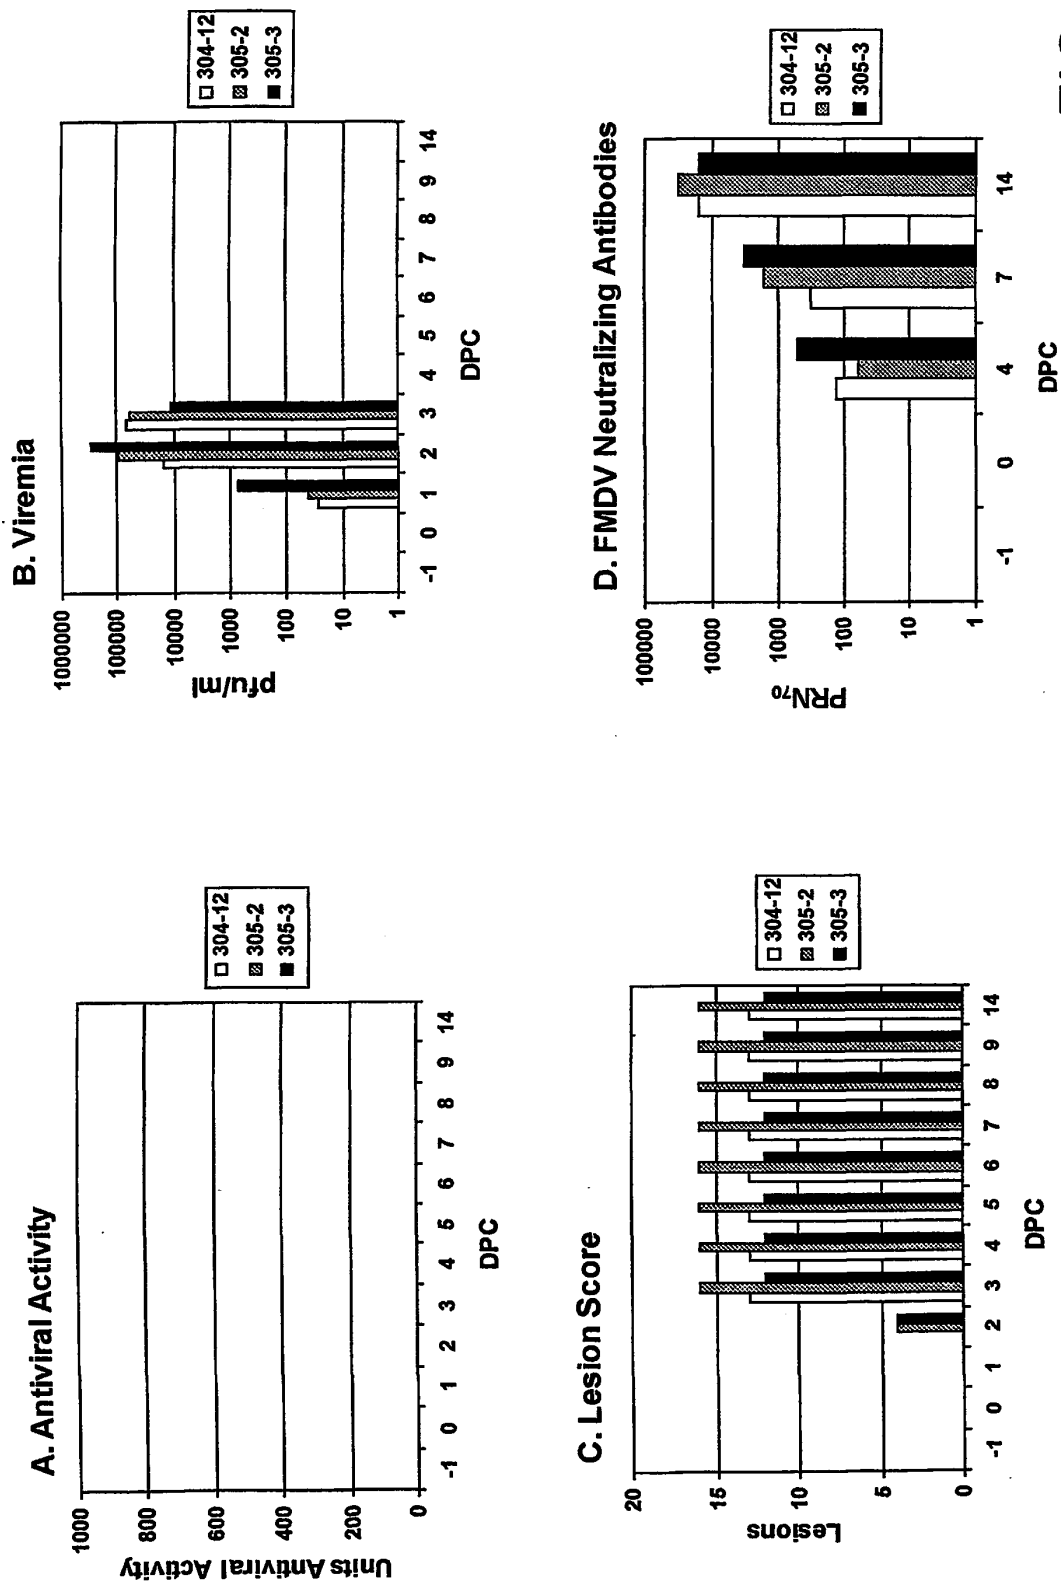 A. Antiviral Activity
Units Antiviral Activity
1000
800
600
400
200
0
-1 0 1 2 3 4 5 6 7 8 9 14
DPC
304-12
305-2
305-3
B. Viremia
pfu/ml
1000000
100000
10000
1000
100
10
1
-1 0 1 2 3 4 5 6 7 8 9 14
DPC
304-12
305-2
305-3
C. Lesion Score
Lesions
20
15
10
5
0
-1 0 1 2 3 4 5 6 7 8 9 14
DPC
304-12
305-2
305-3
D. FMDV Neutralizing Antibodies
PRN₇₀
100000
10000
1000
100
10
1
-1 0 4 7 14
DPC
304-12
305-2
305-3